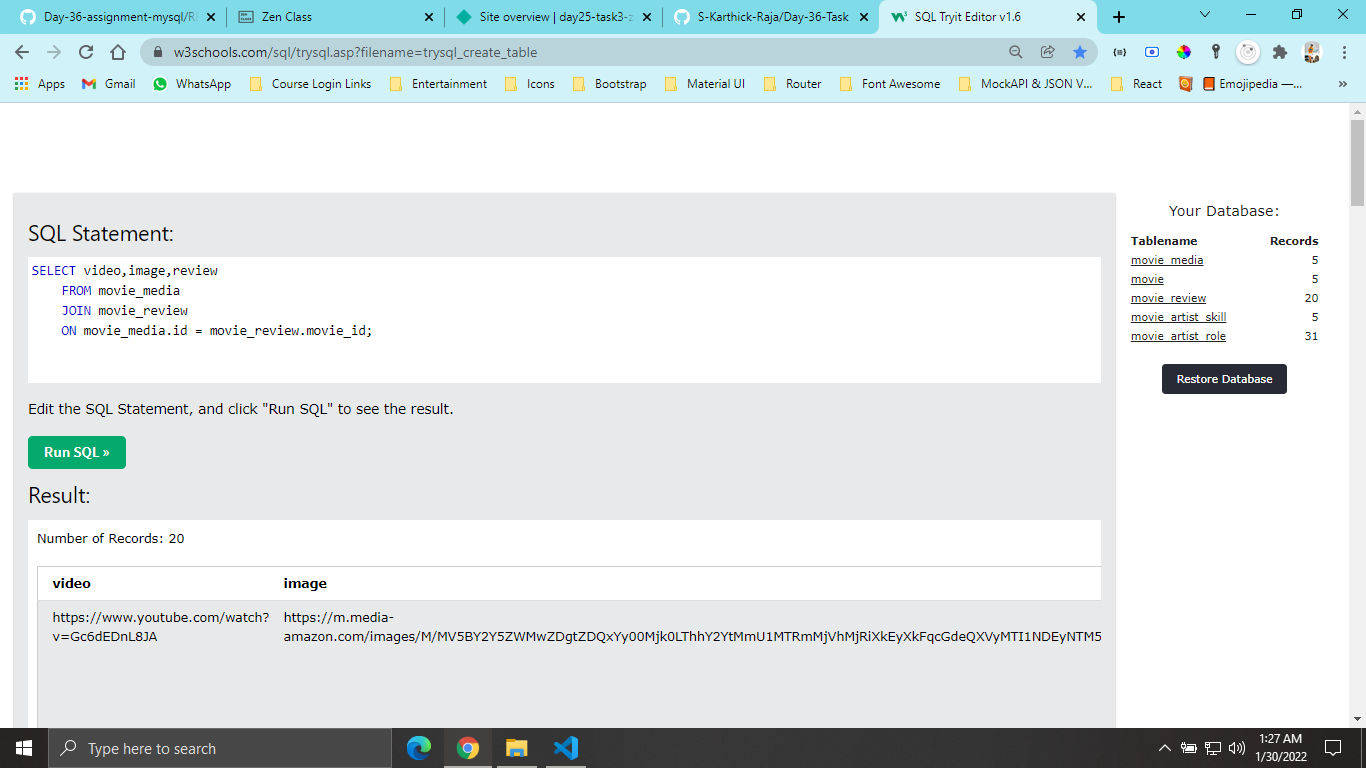 Day-36-assignment-mysql/RE
Zen Class
Site overview | day25-task3-z
S-Karthick-Raja/Day-36-Task
SQL Tryit Editor v1.6
w3schools.com/sql/trysql.asp?filename=trysql_create_table
Apps
Gmail
WhatsApp
Course Login Links
Entertainment
Icons
Bootstrap
Material UI
Router
Font Awesome
MockAPI & JSON V...
React
Emojipedia —...
»
SQL Statement:
SELECT video,image,review
FROM movie_media
JOIN movie_review
ON movie_media.id = movie_review.movie_id;
Edit the SQL Statement, and click "Run SQL" to see the result.
Run SQL »
Result:
Number of Records: 20
video image
https://www.youtube.com/watch?
v=Gc6dEDnL8JA
https://m.media-
amazon.com/images/M/MV5BY2Y5ZWMwZDgtZDQxYy00Mjk0LThhY2YtMmU1MTRmMjVhMjRiXkEyXkFqcGdeQXVyMTI1NDEyNTM5
Your Database:
Tablename Records
movie_media 5
movie 5
movie_review 20
movie_artist_skill 5
movie_artist_role 31
Restore Database
Type here to search
1:27 AM
1/30/2022